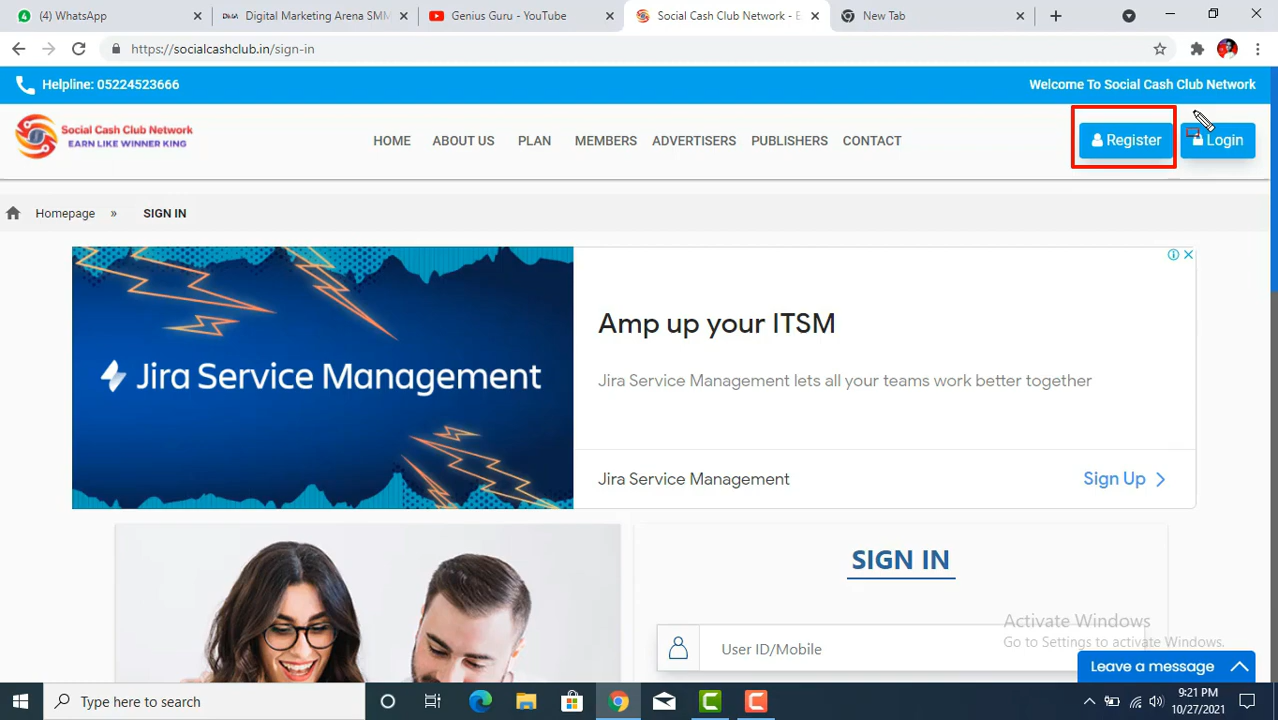 (4) WhatsApp
Digital Marketing Arena SMM
Genius Guru - YouTube
Social Cash Club Network - E
New Tab
https://socialcashclub.in/sign-in
Helpline: 05224523666
Welcome To Social Cash Club Network
Social Cash Club Network
EARN LIKE WINNER KING
HOME ABOUT US PLAN MEMBERS ADVERTISERS PUBLISHERS CONTACT
Register
Login
Homepage » SIGN IN
Jira Service Management
Amp up your ITSM
Jira Service Management lets all your teams work better together
Jira Service Management
Sign Up
SIGN IN
User ID/Mobile
Activate Windows
Go to Settings to activate Windows.
Leave a message
Type here to search
9:21 PM
10/27/2021